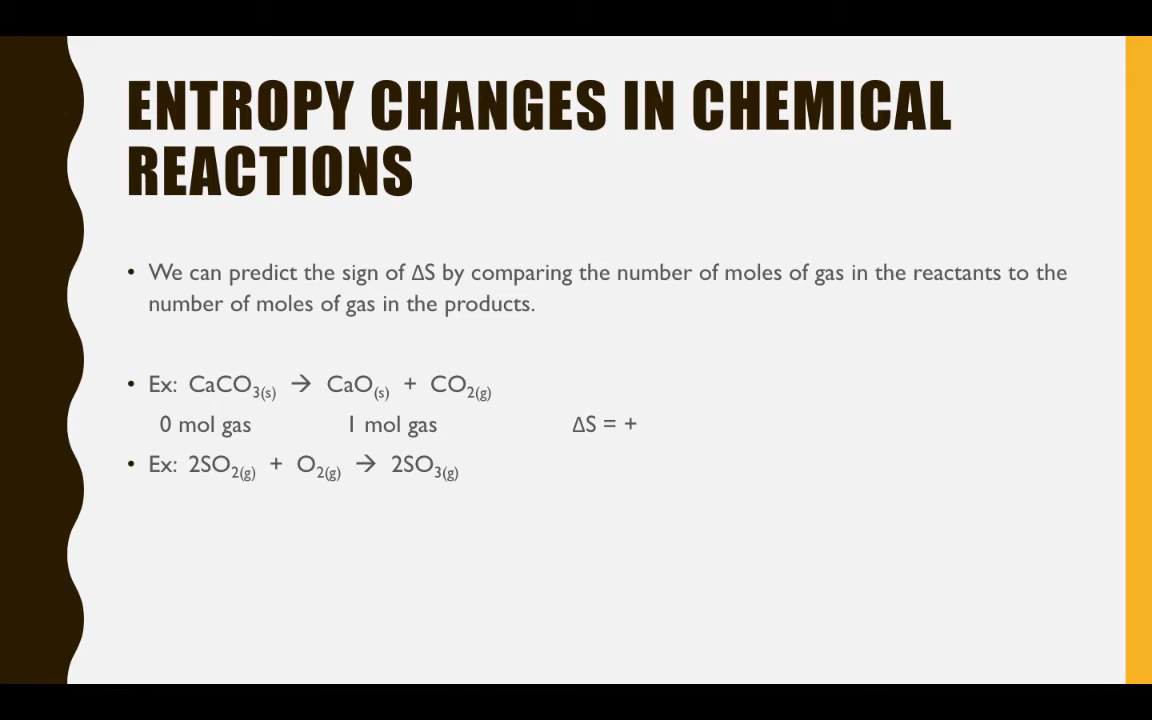 ENTROPY CHANGES IN CHEMICAL
REACTIONS
• We can predict the sign of ΔS by comparing the number of moles of gas in the reactants to the
number of moles of gas in the products.
• Ex: CaCO₃₍ₛ₎ → CaO₍ₛ₎ + CO₂(g)
0 mol gas 1 mol gas ΔS = +
• Ex: 2SO₂(g) + O₂(g) → 2SO₃(g)